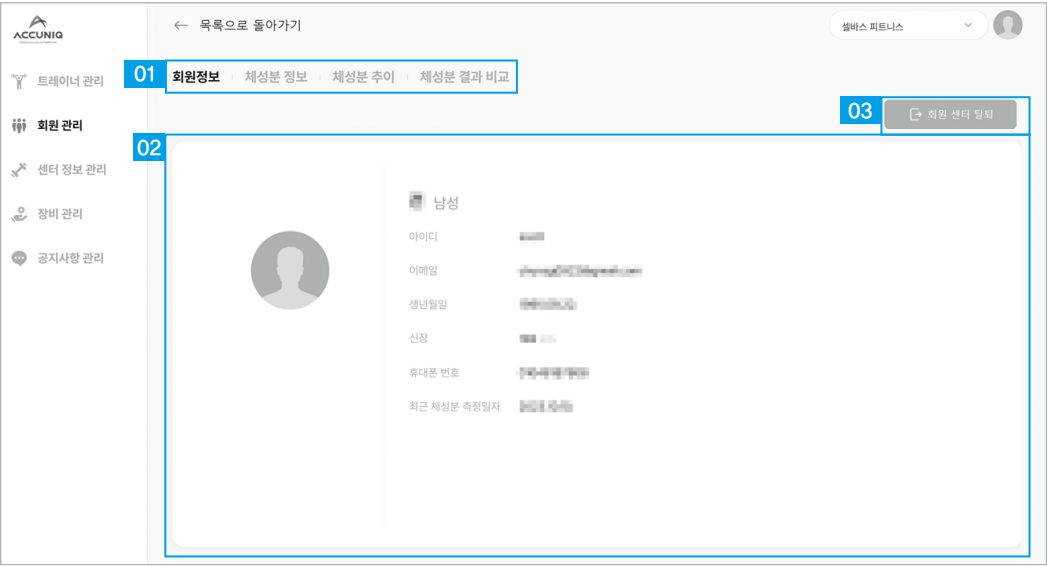 ACCUNIQ
← 목록으로 돌아가기
셀바스 피트니스
트레이너 관리
회원 관리
센터 정보 관리
장비 관리
공지사항 관리
01
회원정보 체성분 정보 체성분 추이 체성분 결과 비교
03
회원 센터 탈퇴
02
남성
아이디
이메일
생년월일
신장
휴대폰 번호
최근 체성분 측정일자